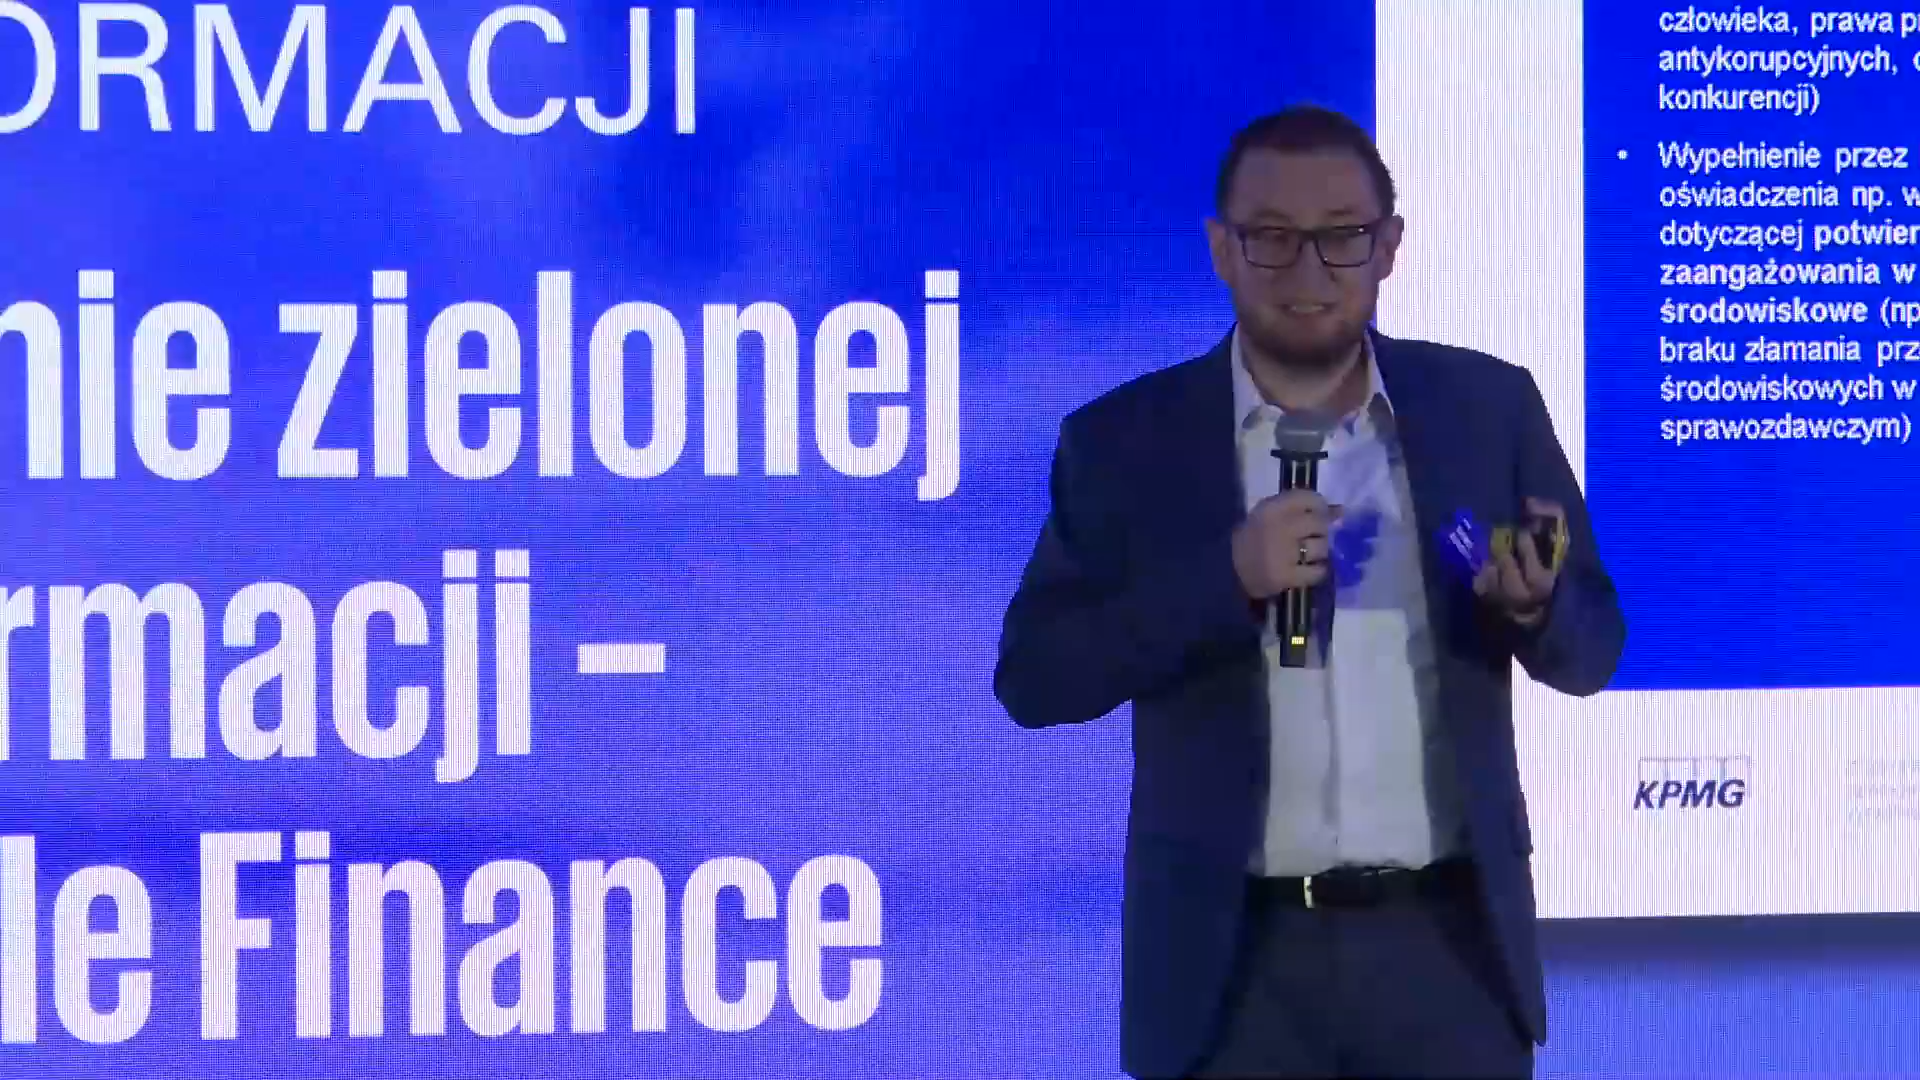 ORMACJI
nie zielonej
rmacji –
le Finance
człowieka, prawa
antykorupcyjnych,
konkurencji)
• Wypełnienie przez
oświadczenia np. w
dotyczącej potwier
zaangażowania w
środowiskowe (np
braku złamania prz
środowiskowych w
sprawozdawczym)
KPMG